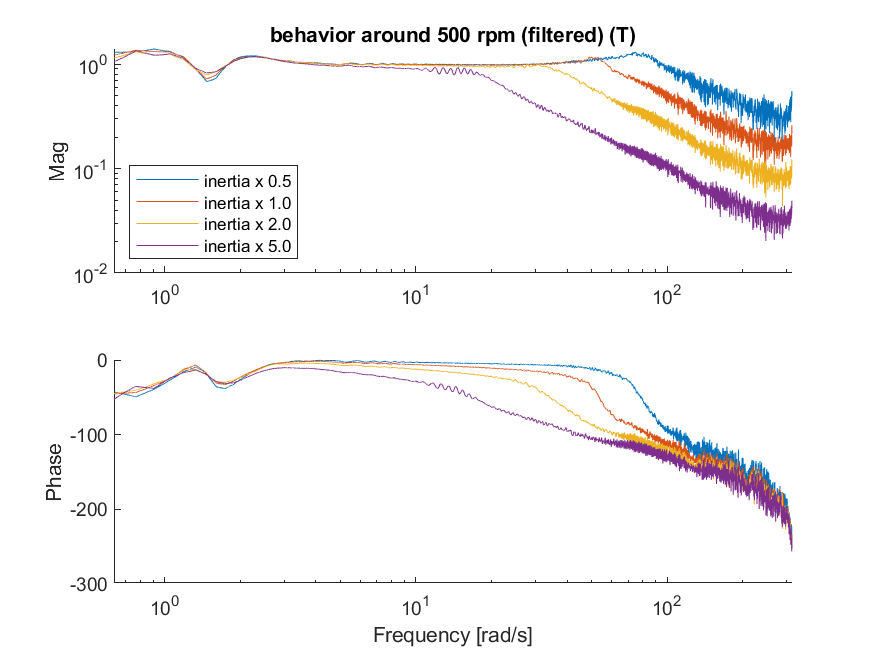 behavior around 500 rpm (filtered) (T)
Mag
10^0
10^-1
10^-2
inertia x 0.5
inertia x 1.0
inertia x 2.0
inertia x 5.0
10^0 10^1 10^2
Phase
0
-100
-200
-300
10^0 10^1 10^2
Frequency [rad/s]